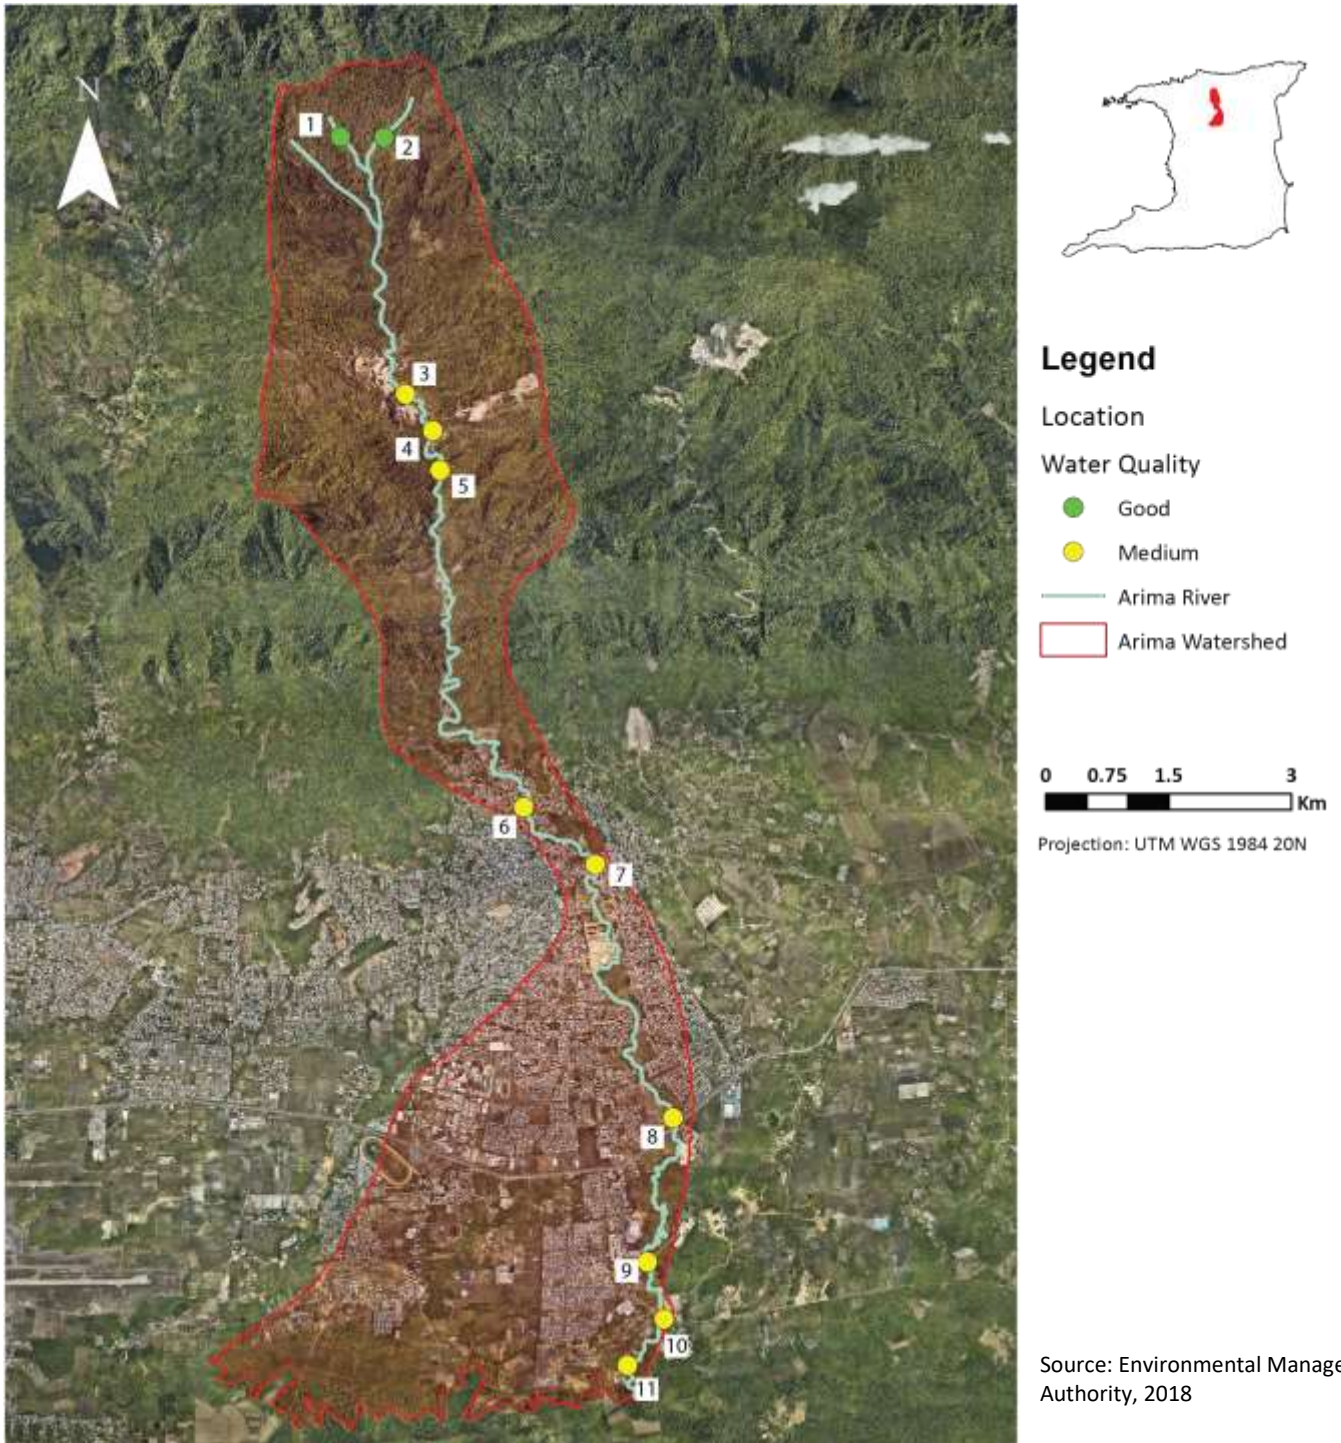 N
1
2
3
4
5
6
7
8
9
10
11
Legend
Location
Water Quality
Good
Medium
Arima River
Arima Watershed
0 0.75 1.5 3
Km
Projection: UTM WGS 1984 20N
Source: Environmental Manage
Authority, 2018